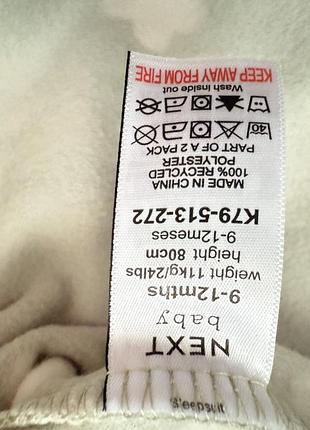 NEXT
baby
9-12mths
weight 11kg/24lbs
height 80cm
9-12meses
K79-513-272
MADE IN CHINA
100% RECYCLED
POLYESTER
PART OF A 2 PACK
40
Wash inside out
KEEP AWAY FROM FIRE
sleepsuit